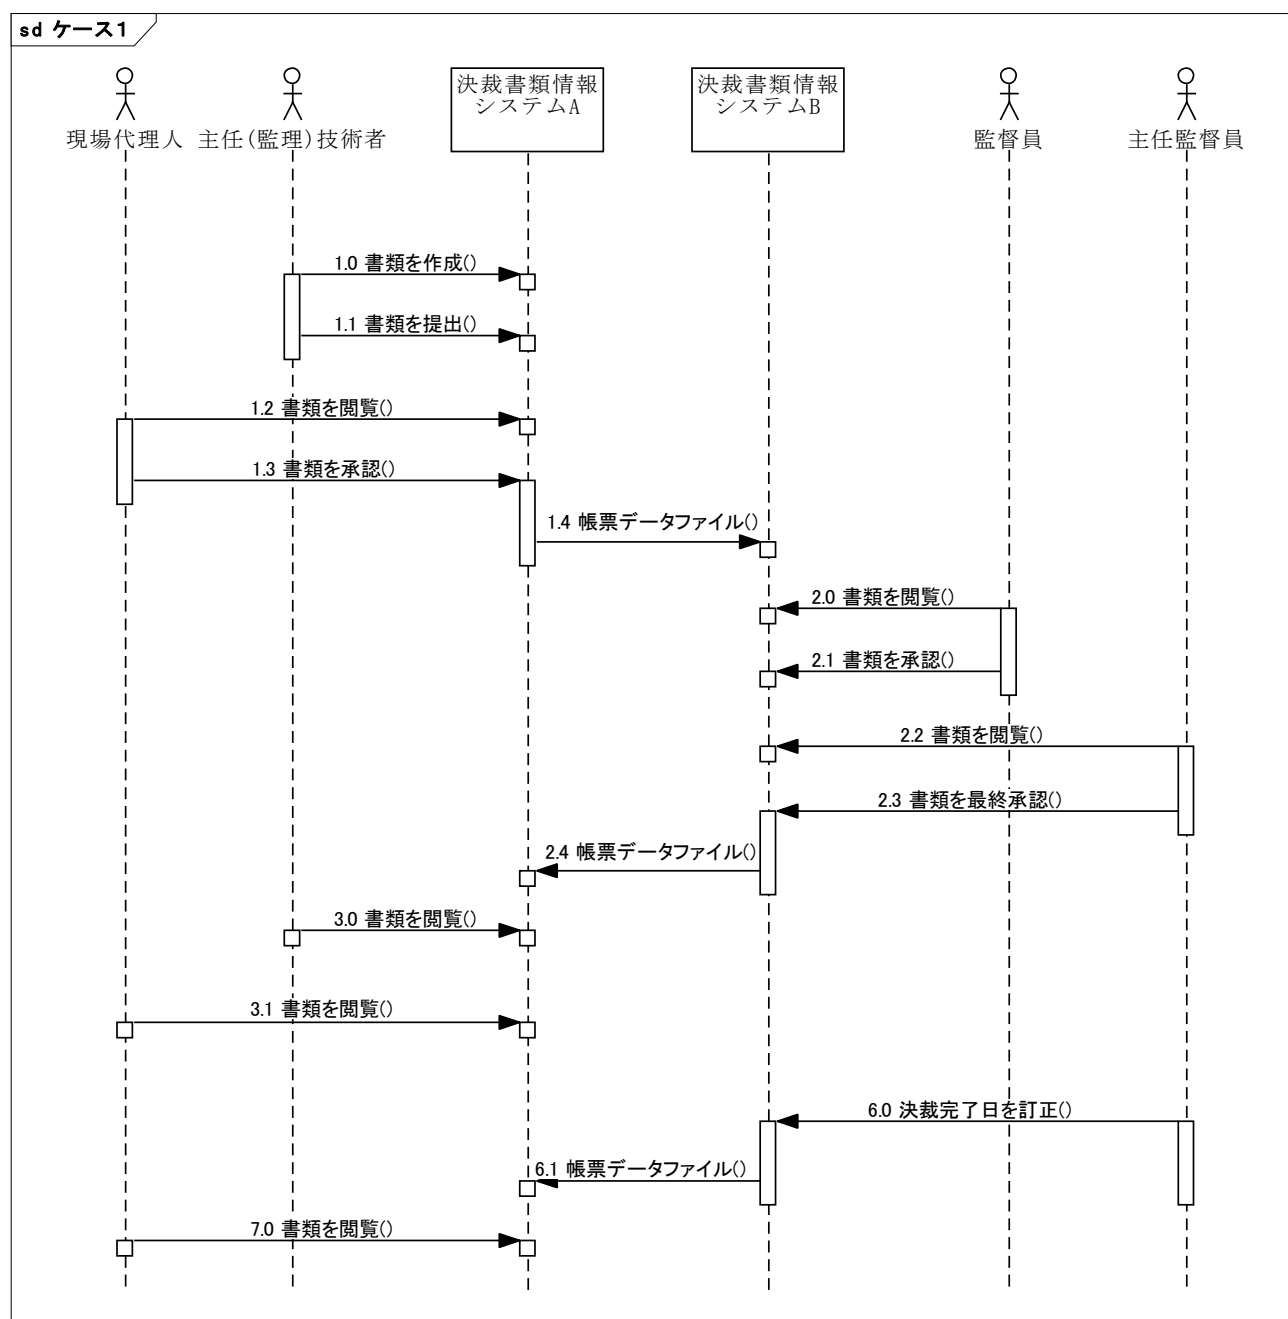 sd ケース1
現場代理人
主任(監理)技術者
決裁書類情報
システムA
決裁書類情報
システムB
監督員
主任監督員
1.0 書類を作成()
1.1 書類を提出()
1.2 書類を閲覧()
1.3 書類を承認()
1.4 帳票データファイル()
2.0 書類を閲覧()
2.1 書類を承認()
2.2 書類を閲覧()
2.3 書類を最終承認()
2.4 帳票データファイル()
3.0 書類を閲覧()
3.1 書類を閲覧()
6.0 決裁完了日を訂正()
6.1 帳票データファイル()
7.0 書類を閲覧()